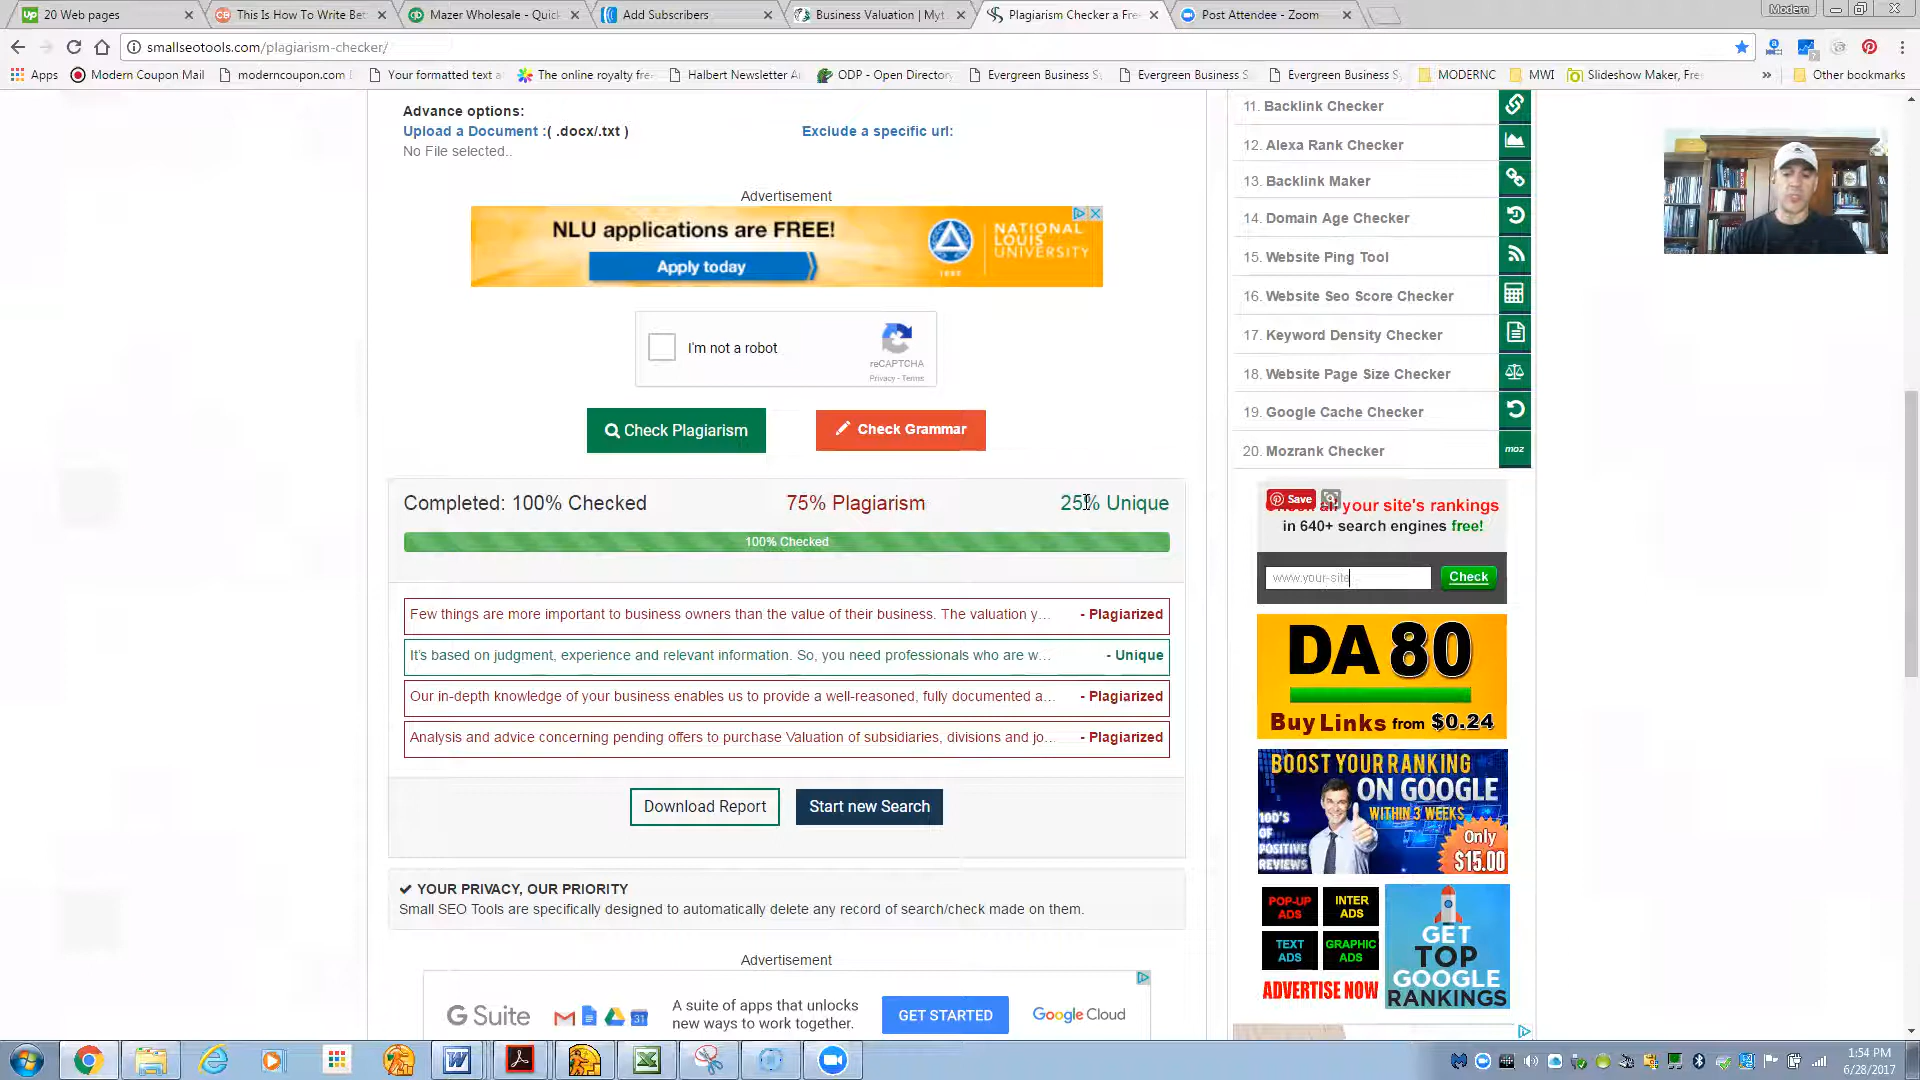 20 Web pages
This Is How To Write Bet
Mazer Wholesale - Quick
Add Subscribers
Business Valuation | Myt
Plagiarism Checker a Fre
Post Attendee - Zoom
Modern
smallseotools.com/plagiarism-checker/
Apps
Modern Coupon Mail
moderncoupon.com
Your formatted text
The online royalty fre
Halbert Newsletter A
ODP - Open Directory
Evergreen Business S
Evergreen Business S
Evergreen Business S
MODERNC
MWI
Slideshow Maker, Fre
»
Other bookmarks
Advance options:
Upload a Document :( .docx/.txt )
Exclude a specific url:
No File selected..
Advertisement
NLU applications are FREE!
Apply today
NATIONAL
LOUIS
UNIVERSITY
1886
I'm not a robot
reCAPTCHA
Privacy - Terms
Check Plagiarism
Check Grammar
Completed: 100% Checked
75% Plagiarism
25% Unique
100% Checked
Few things are more important to business owners than the value of their business. The valuation y... - Plagiarized
It's based on judgment, experience and relevant information. So, you need professionals who are w... - Unique
Our in-depth knowledge of your business enables us to provide a well-reasoned, fully documented a... - Plagiarized
Analysis and advice concerning pending offers to purchase Valuation of subsidiaries, divisions and jo... - Plagiarized
Download Report
Start new Search
YOUR PRIVACY, OUR PRIORITY
Small SEO Tools are specifically designed to automatically delete any record of search/check made on them.
Advertisement
G Suite
31
A suite of apps that unlocks
new ways to work together.
GET STARTED
Google Cloud
11. Backlink Checker
12. Alexa Rank Checker
13. Backlink Maker
14. Domain Age Checker
15. Website Ping Tool
16. Website Seo Score Checker
17. Keyword Density Checker
18. Website Page Size Checker
19. Google Cache Checker
20. Mozrank Checker
moz
Save
all your site's rankings
in 640+ search engines free!
www.your-site
Check
DA 80
Buy Links from $0.24
BOOST YOUR RANKING
ON GOOGLE
WITHIN 3 WEEKS
100'S
OF
POSITIVE
REVIEWS
Only
$15.00
POP-UP
ADS
INTER
ADS
TEXT
ADS
GRAPHIC
ADS
ADVERTISE NOW
GET
TOP
GOOGLE
RANKINGS
1:54 PM
6/28/2017